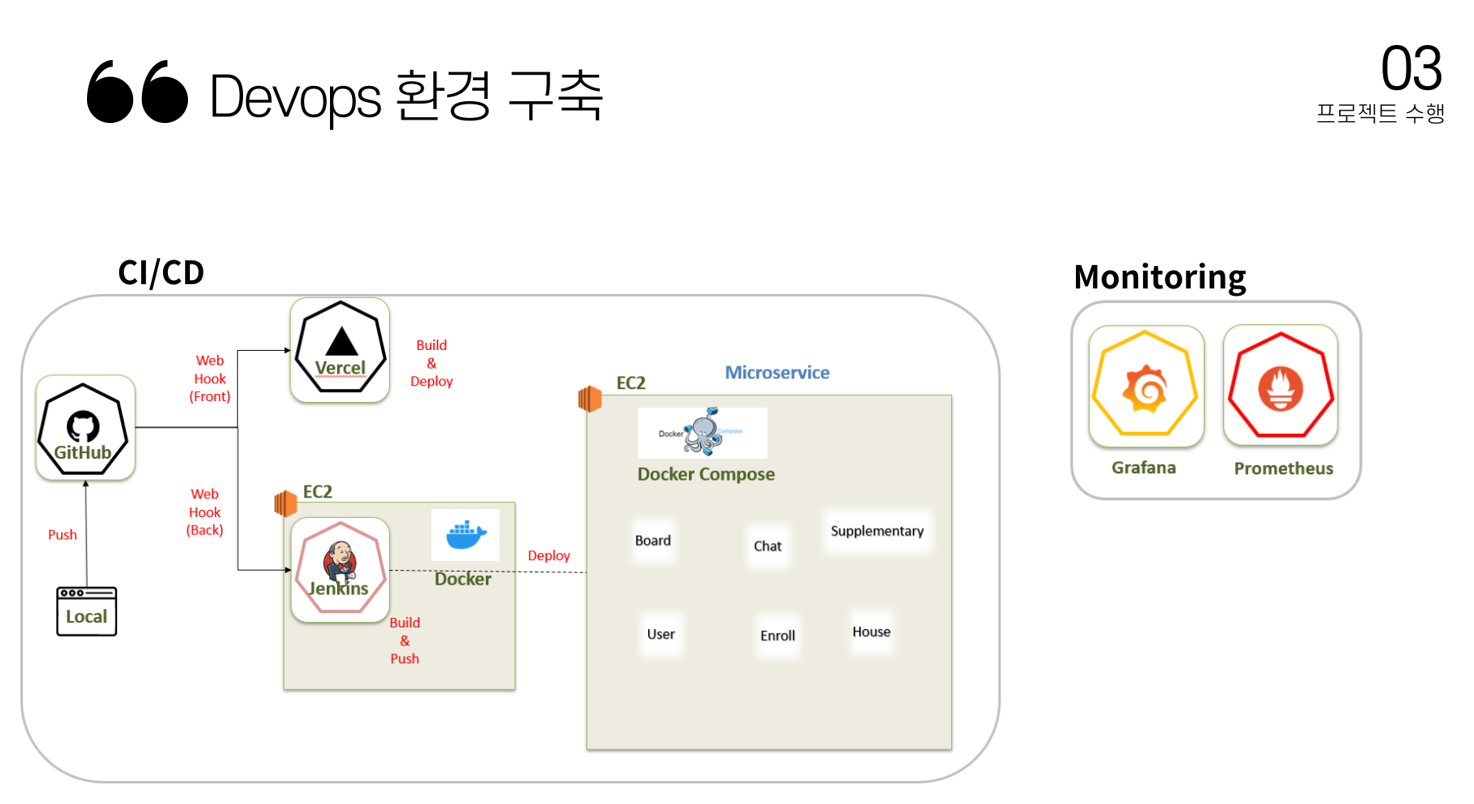 Devops 환경 구축
03
프로젝트 수행
CI/CD
Monitoring
Vercel
Build
&
Deploy
Web
Hook
(Front)
GitHub
Web
Hook
(Back)
Push
Local
EC2
Jenkins
Docker
Build
&
Push
Deploy
EC2
Microservice
Docker Compose
Docker Compose
Board
Chat
Supplementary
User
Enroll
House
Grafana
Prometheus